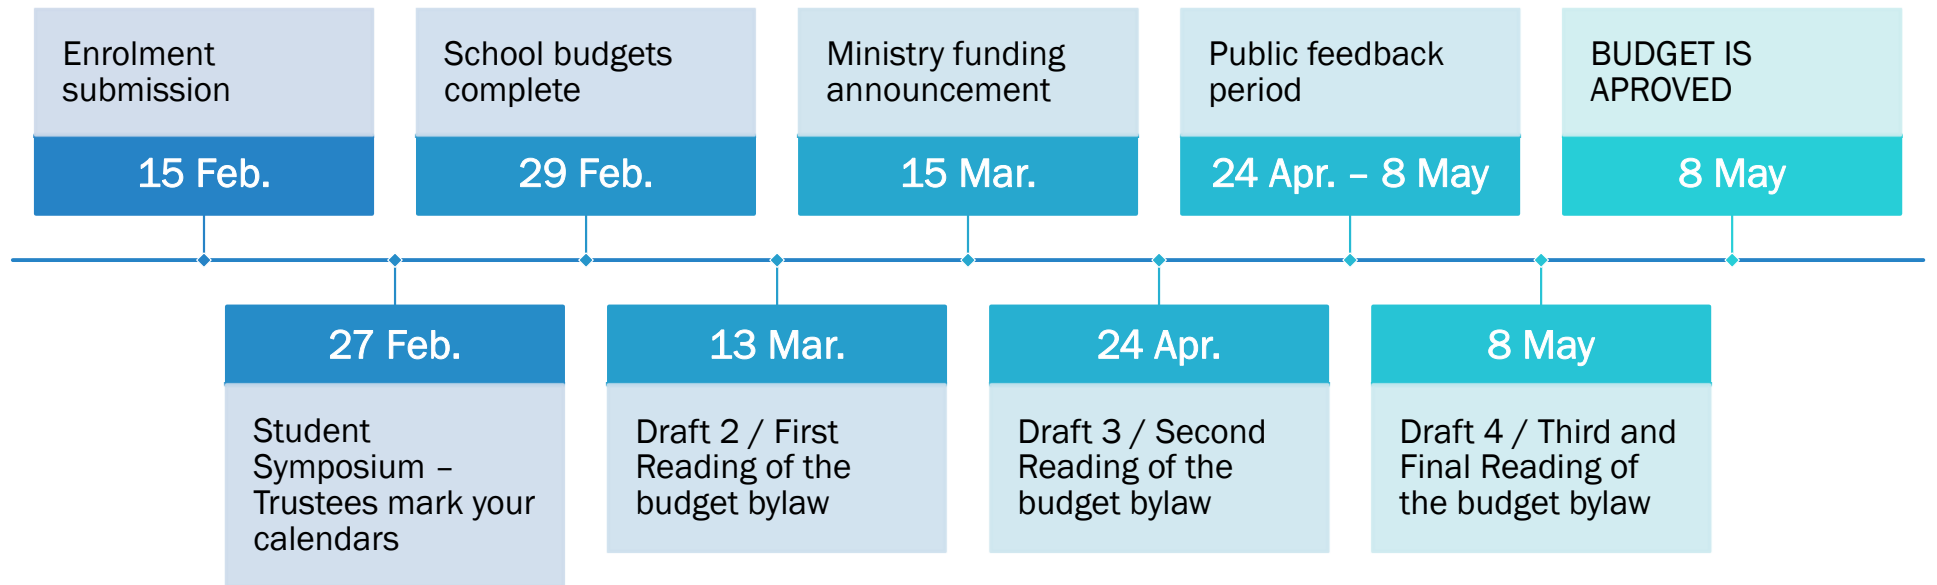 Enrolment
submission
15 Feb.
School budgets
complete
29 Feb.
Ministry funding
announcement
15 Mar.
Public feedback
period
24 Apr. – 8 May
BUDGET IS
APROVED
8 May
27 Feb.
Student
Symposium –
Trustees mark your
calendars
13 Mar.
Draft 2 / First
Reading of the
budget bylaw
24 Apr.
Draft 3 / Second
Reading of the
budget bylaw
8 May
Draft 4 / Third and
Final Reading of
the budget bylaw